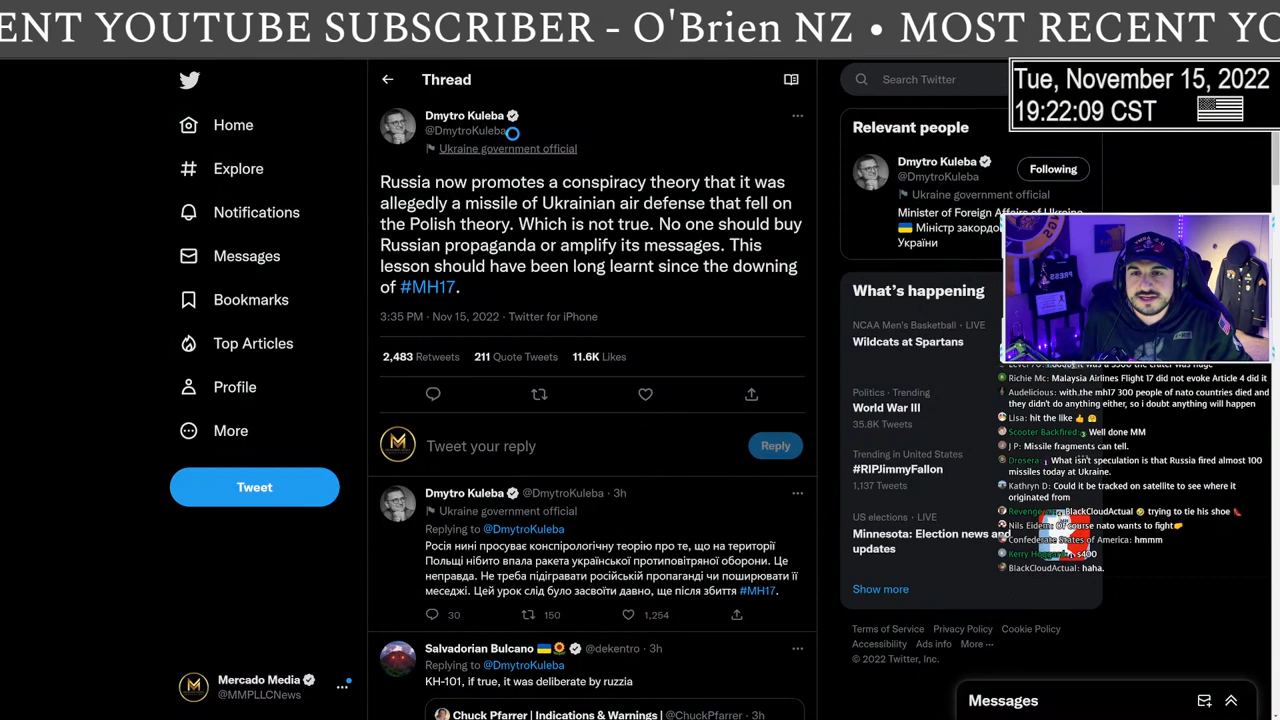 ENT YOUTUBE SUBSCRIBER - O'Brien NZ • MOST RECENT YO
Tue, November 15, 2022
19:22:09 CST
Home
Explore
Notifications
Messages
Bookmarks
Top Articles
Profile
More
Tweet
Mercado Media
@MMPLLCNews
Thread
Dmytro Kuleba
@DmytroKuleba
Ukraine government official
Russia now promotes a conspiracy theory that it was
allegedly a missile of Ukrainian air defense that fell on
the Polish theory. Which is not true. No one should buy
Russian propaganda or amplify its messages. This
lesson should have been long learnt since the downing
of #MH17.
3:35 PM · Nov 15, 2022 · Twitter for iPhone
2,483 Retweets 211 Quote Tweets 11.6K Likes
Tweet your reply
Reply
Dmytro Kuleba @DmytroKuleba · 3h
Ukraine government official
Replying to @DmytroKuleba
Росія нині просуває конспірологічну теорію про те, що на території
Польщі нібито впала ракета української протиповітряної оборони. Це
неправда. Не треба підігравати російській пропаганді чи поширювати її
меседжі. Цей урок слід було засвоїти давно, ще після збиття #MH17.
30 150 1,254
Salvadorian Bulcano @dekentro · 3h
Replying to @DmytroKuleba
KH-101, if true, it was deliberate by ruzzia
Chuck Pfarrer | Indications & Warnings | @ChuckPfarrer · 3h
Search Twitter
Relevant people
Dmytro Kuleba
@DmytroKuleba
Following
Ukraine government official
Minister of Foreign Affairs of Ukraine
Міністр закордо
України
What's happening
NCAA Men's Basketball · LIVE
Wildcats at Spartans
Politics · Trending
World War III
35.8K Tweets
Trending in United States
#RIPJimmyFallon
1,137 Tweets
US elections · LIVE
Minnesota: Election news and
updates
Show more
Terms of Service Privacy Policy Cookie Policy
Accessibility Ads info More
© 2022 Twitter, Inc.
PRESS
Richie Mc: Malaysia Airlines Flight 17 did not evoke Article 4 did it
Audelicious: with,the mh17 300 people of nato countries died and
they didn't do anything either, so i doubt anything will happen
Lisa: hit the like
Scooter Backfired: Well done MM
J P: Missile fragments can tell.
Drosera: What isn't speculation is that Russia fired almost 100
missiles today at Ukraine.
Kathryn D: Could it be tracked on satellite to see where it
originated from
BlackCloudActual trying to tie his shoe
Nils Eidem: Of course nato wants to fight
Confederate States of America: hmmm
$400
BlackCloudActual: haha.
Messages